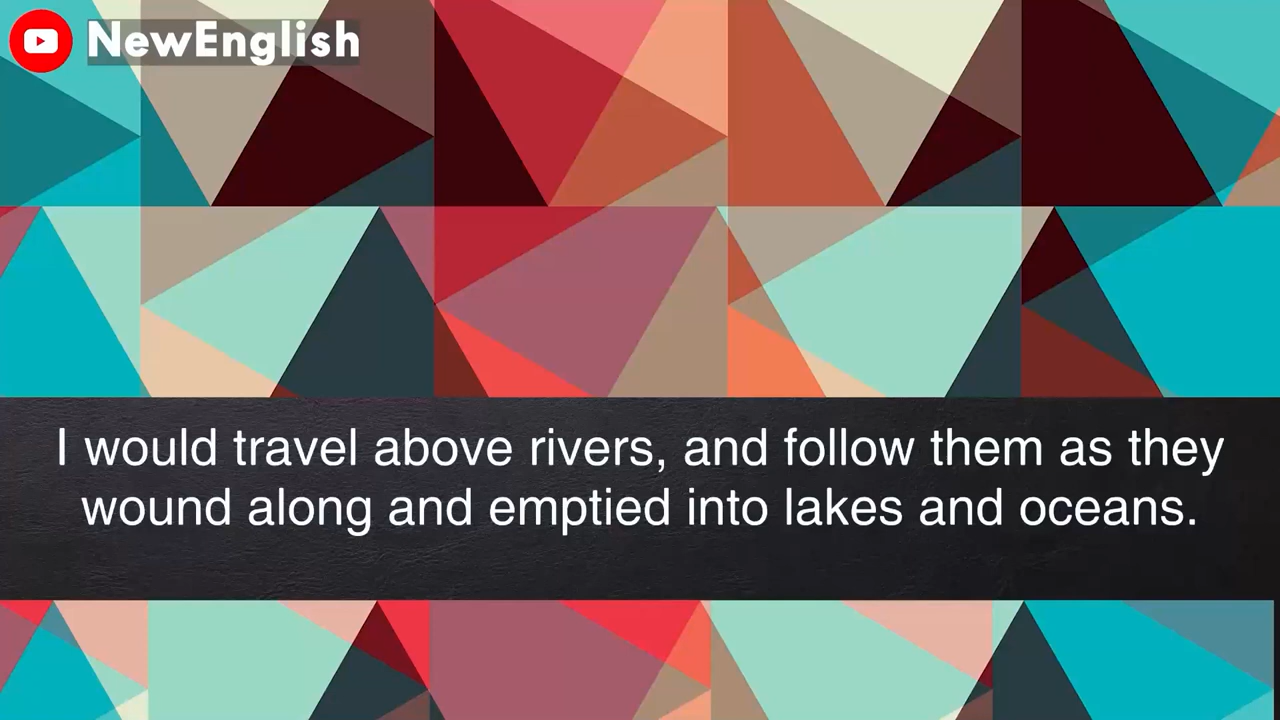 NewEnglish
I would travel above rivers, and follow them as they
wound along and emptied into lakes and oceans.